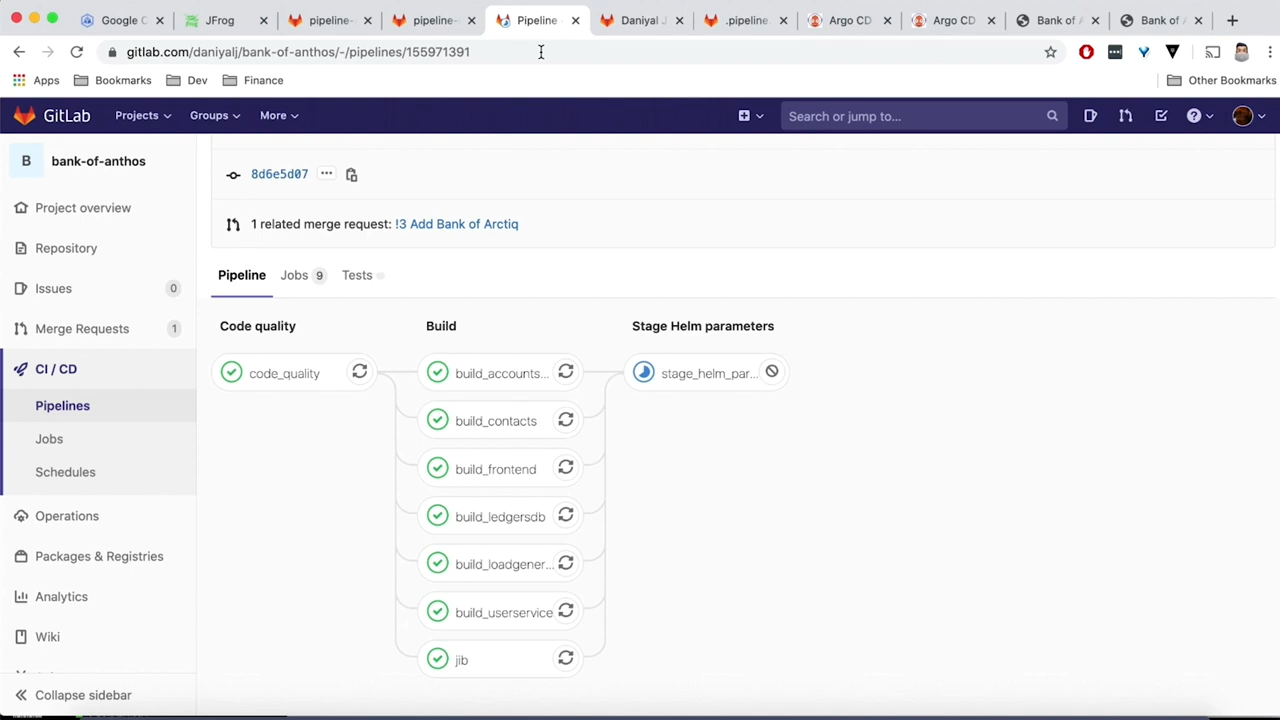 Google C
JFrog
pipeline-
pipeline-
Pipeline
Daniyal J
.pipeline.
Argo CD
Argo CD
Bank of A
Bank of A
gitlab.com/daniyalj/bank-of-anthos/-/pipelines/155971391
Apps
Bookmarks
Dev
Finance
Other Bookmarks
GitLab
Projects
Groups
More
Search or jump to...
B
bank-of-anthos
Project overview
Repository
Issues 0
Merge Requests 1
CI / CD
Pipelines
Jobs
Schedules
Operations
Packages & Registries
Analytics
Wiki
Collapse sidebar
8d6e5d07
1 related merge request: !3 Add Bank of Arctiq
Pipeline Jobs 9 Tests
Code quality Build Stage Helm parameters
code_quality build_accounts... stage_helm_par...
build_contacts
build_frontend
build_ledgersdb
build_loadgener...
build_userservice
jib